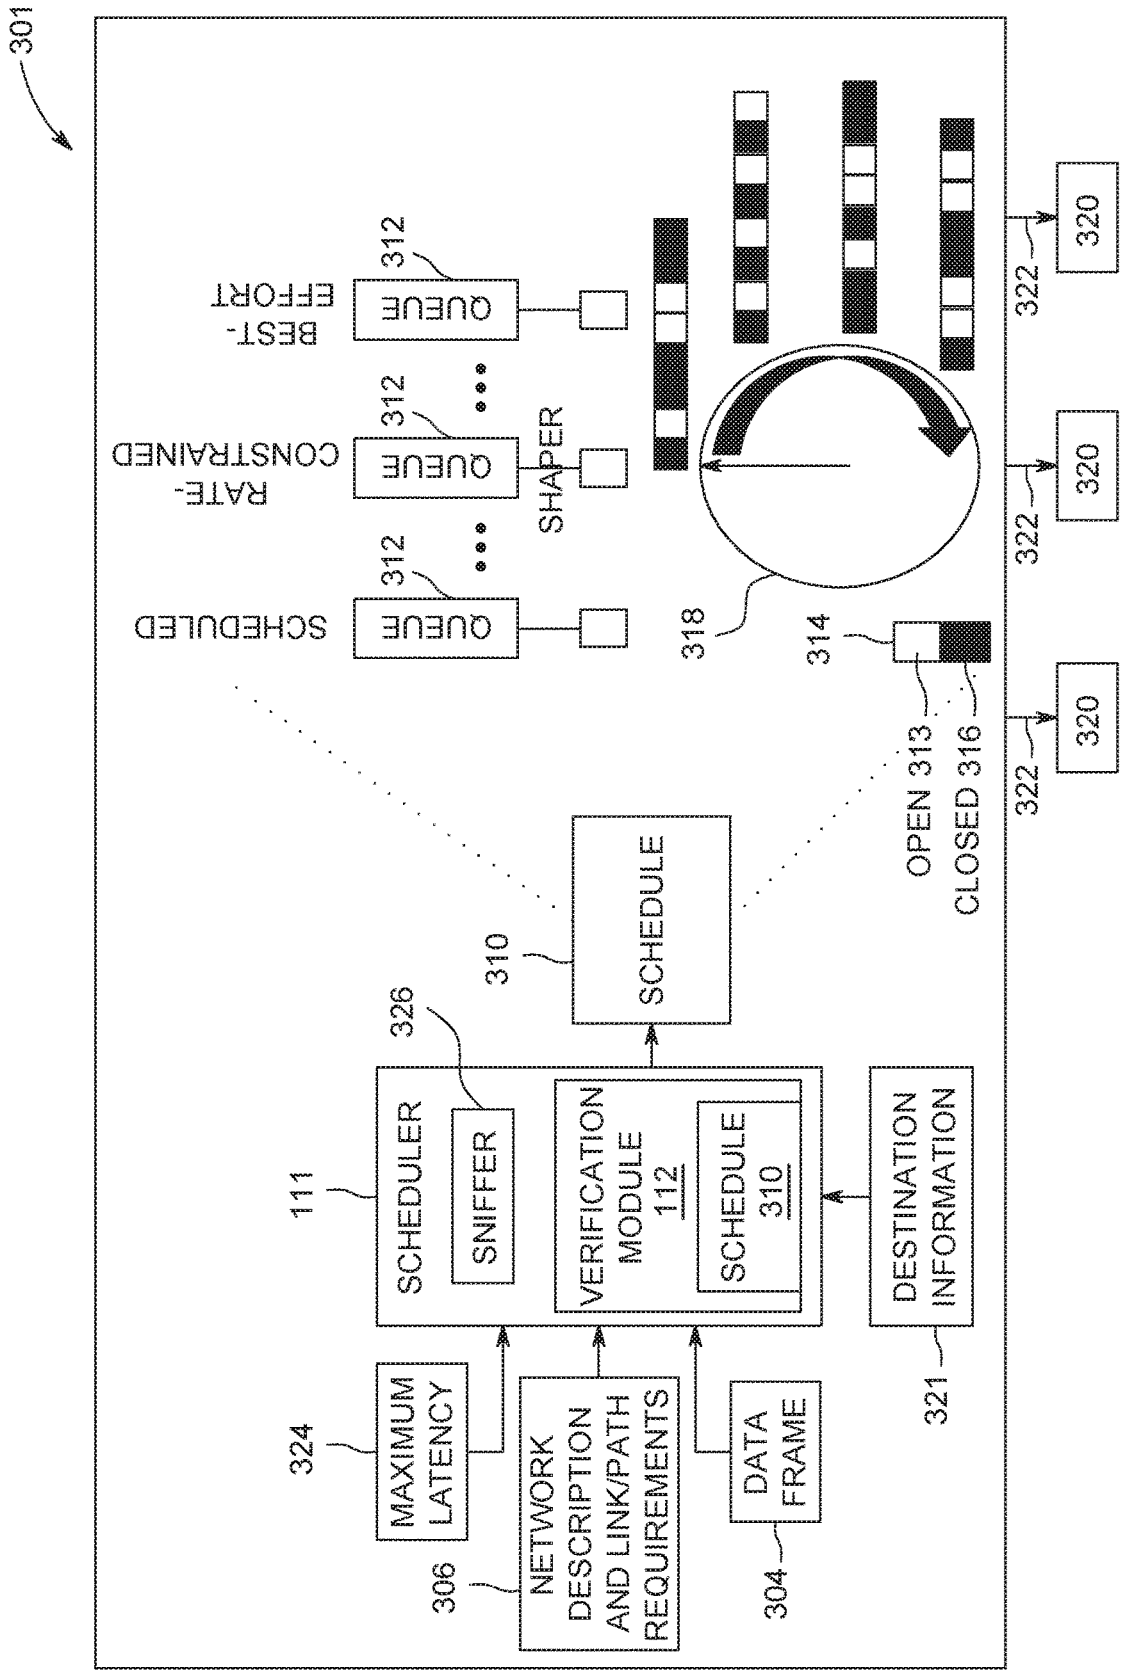 301
324
MAXIMUM
LATENCY
306
NETWORK
DESCRIPTION
AND LINK/PATH
REQUIREMENTS
304
DATA
FRAME
111
SCHEDULER
326
SNIFFER
VERIFICATION
MODULE
112
SCHEDULE
310
321
DESTINATION
INFORMATION
310
SCHEDULE
SCHEDULED
312
QUEUE
RATE-
CONSTRAINED
312
QUEUE
BEST-
EFFORT
312
QUEUE
SHAPER
318
314
OPEN 313
CLOSED 316
322
320
322
320
322
320